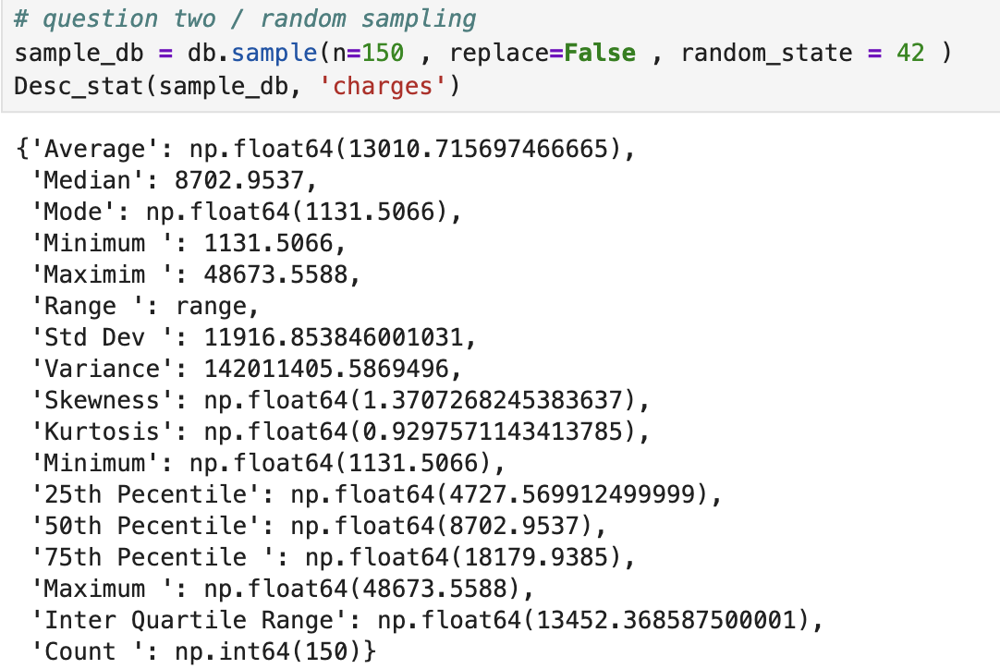 # question two / random sampling
sample_db = db.sample(n=150 , replace=False , random_state = 42 )
Desc_stat(sample_db, 'charges')
{'Average': np.float64(13010.715697466665),
'Median': 8702.9537,
'Mode': np.float64(1131.5066),
'Minimum ': 1131.5066,
'Maximim ': 48673.5588,
'Range ': range,
'Std Dev ': 11916.853846001031,
'Variance': 142011405.5869496,
'Skewness': np.float64(1.3707268245383637),
'Kurtosis': np.float64(0.9297571143413785),
'Minimum': np.float64(1131.5066),
'25th Pecentile': np.float64(4727.569912499999),
'50th Pecentile': np.float64(8702.9537),
'75th Pecentile ': np.float64(18179.9385),
'Maximum ': np.float64(48673.5588),
'Inter Quartile Range': np.float64(13452.368587500001),
'Count ': np.int64(150)}